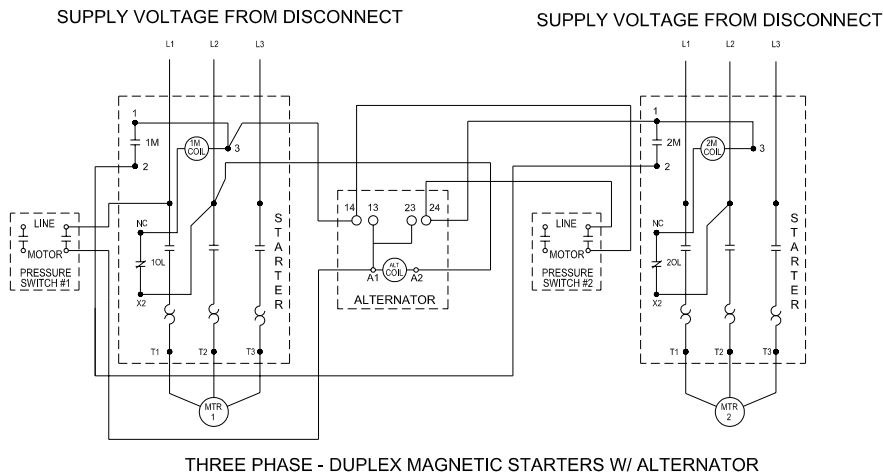 SUPPLY VOLTAGE FROM DISCONNECT
SUPPLY VOLTAGE FROM DISCONNECT
L1 L2 L3
L1 L2 L3
1
1M
2
1M
COIL
3
1
2M
2
2M
COIL
3
14 13 23 24
ALT
COIL
A1 A2
ALTERNATOR
LINE
MOTOR
PRESSURE
SWITCH #1
NC
1OL
X2
STARTER
LINE
MOTOR
PRESSURE
SWITCH #2
NC
2OL
X2
STARTER
T1 T2 T3
T1 T2 T3
MTR
1
MTR
2
THREE PHASE - DUPLEX MAGNETIC STARTERS W/ ALTERNATOR